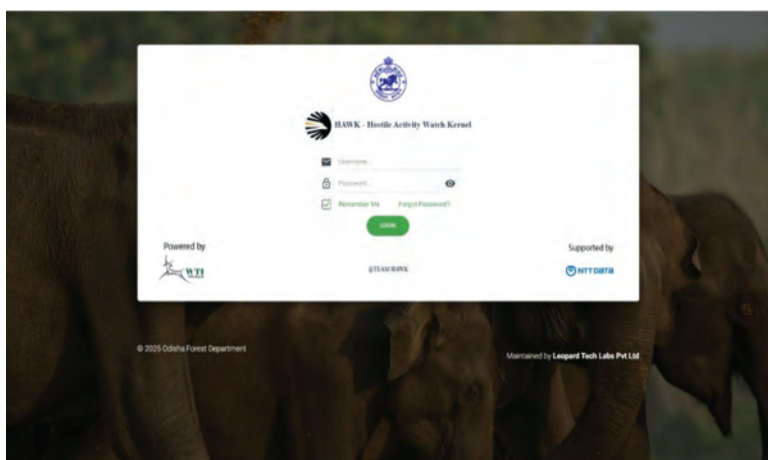 HAWK - Hostile Activity Watch Kernel
Username...
Password...
Remember Me Forgot Password?
LOGIN
Powered by
WTI
Supported by
NTT DATA
@TEAM HAWK
© 2025 Odisha Forest Department
Maintained by Leopard Tech Labs Pvt Ltd